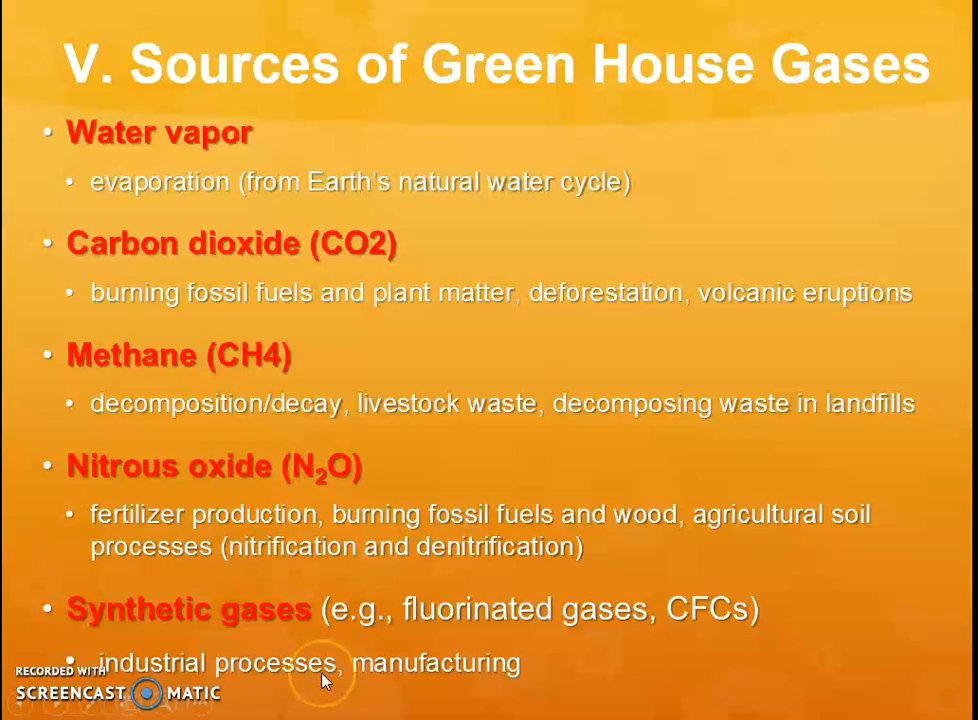 V. Sources of Green House Gases
• Water vapor
• evaporation (from Earth's natural water cycle)
• Carbon dioxide (CO2)
• burning fossil fuels and plant matter, deforestation, volcanic eruptions
• Methane (CH4)
• decomposition/decay, livestock waste, decomposing waste in landfills
• Nitrous oxide (N₂O)
• fertilizer production, burning fossil fuels and wood, agricultural soil
processes (nitrification and denitrification)
• Synthetic gases (e.g., fluorinated gases, CFCs)
• industrial processes, manufacturing
RECORDED WITH
SCREENCAST MATIC